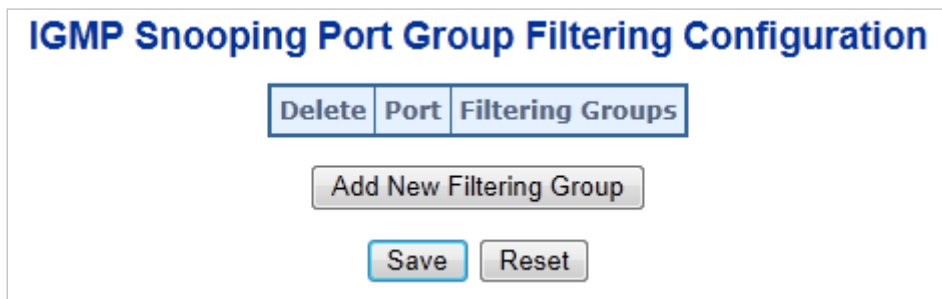 IGMP Snooping Port Group Filtering Configuration
Delete Port Filtering Groups
Add New Filtering Group
Save Reset